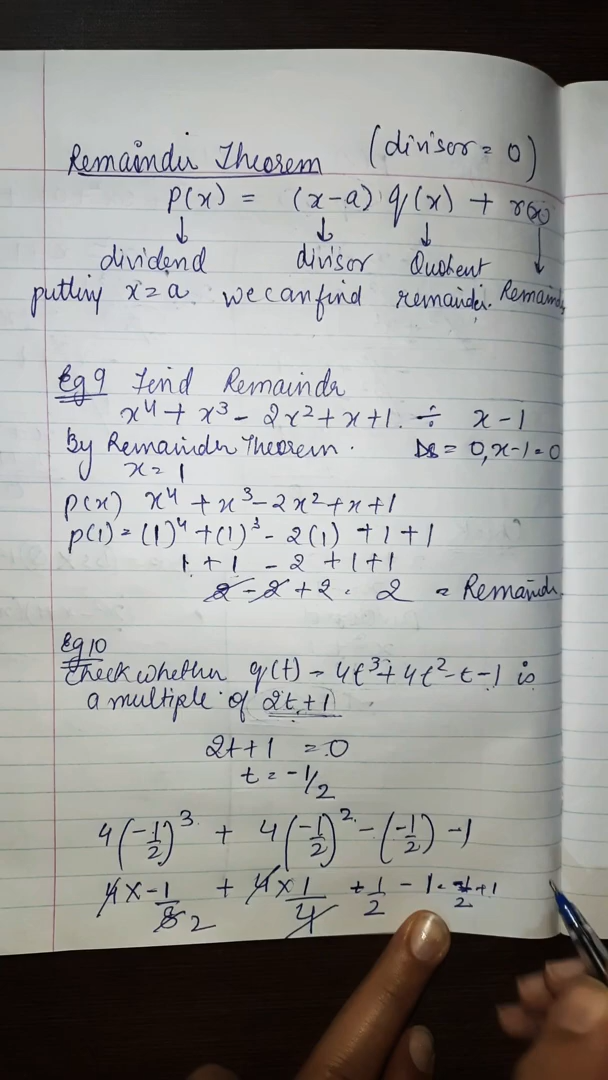 Remainder Theorem (divisor = 0)
p(x) = (x-a) q(x) + r(x)
↓ ↓ ↓ ↓
dividend divisor Quotient Remainder
putting x=a we can find remainder.
Eg 9 Find Remainder
x⁴ + x³ - 2x² + x + 1 ÷ x-1
By Remainder Theorem. = 0, x-1=0
x = 1
p(x) x⁴ + x³ - 2x² + x + 1
p(1) = (1)⁴ + (1)³ - 2(1) + 1 + 1
1 + 1 - 2 + 1 + 1
2 - 2 + 2 = 2 = Remainder
Eg 10
Check whether q(t) = 4t³ + 4t² - t - 1 is
a multiple of 2t+1
2t+1 = 0
t = -1/2
4(-1/2)³ + 4(-1/2)² - (-1/2) - 1
4 × -1/8 2 + 4 × 1/4 + 1/2 - 1